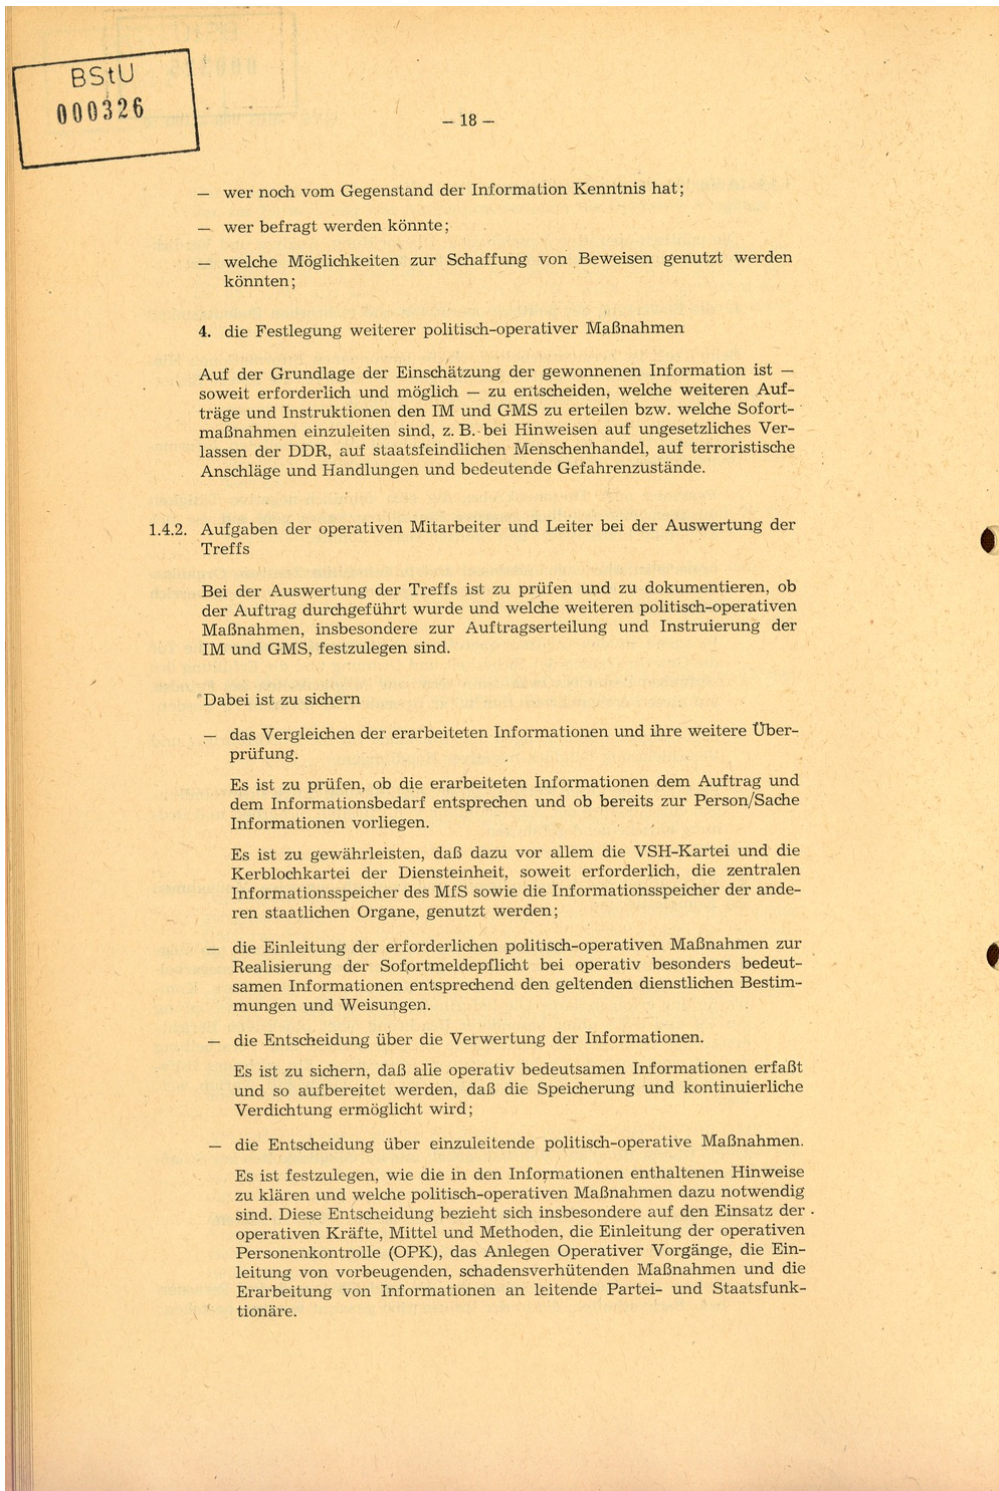 BStU
000326
— 18 —
— wer noch vom Gegenstand der Information Kenntnis hat;
— wer befragt werden könnte;
— welche Möglichkeiten zur Schaffung von Beweisen genutzt werden
könnten;
4. die Festlegung weiterer politisch-operativer Maßnahmen
Auf der Grundlage der Einschätzung der gewonnenen Information ist —
soweit erforderlich und möglich — zu entscheiden, welche weiteren Auf-
träge und Instruktionen den IM und GMS zu erteilen bzw. welche Sofort-
maßnahmen einzuleiten sind, z. B. bei Hinweisen auf ungesetzliches Ver-
lassen der DDR, auf staatsfeindlichen Menschenhandel, auf terroristische
Anschläge und Handlungen und bedeutende Gefahrenzustände.
1.4.2. Aufgaben der operativen Mitarbeiter und Leiter bei der Auswertung der
Treffs
Bei der Auswertung der Treffs ist zu prüfen und zu dokumentieren, ob
der Auftrag durchgeführt wurde und welche weiteren politisch-operativen
Maßnahmen, insbesondere zur Auftragserteilung und Instruierung der
IM und GMS, festzulegen sind.
Dabei ist zu sichern
— das Vergleichen der erarbeiteten Informationen und ihre weitere Über-
prüfung.
Es ist zu prüfen, ob die erarbeiteten Informationen dem Auftrag und
dem Informationsbedarf entsprechen und ob bereits zur Person/Sache
Informationen vorliegen.
Es ist zu gewährleisten, daß dazu vor allem die VSH-Kartei und die
Kerblochkartei der Diensteinheit, soweit erforderlich, die zentralen
Informationsspeicher des MfS sowie die Informationsspeicher der ande-
ren staatlichen Organe, genutzt werden;
— die Einleitung der erforderlichen politisch-operativen Maßnahmen zur
Realisierung der Sofortmeldepflicht bei operativ besonders bedeut-
samen Informationen entsprechend den geltenden dienstlichen Bestim-
mungen und Weisungen.
— die Entscheidung über die Verwertung der Informationen.
Es ist zu sichern, daß alle operativ bedeutsamen Informationen erfaßt
und so aufbereitet werden, daß die Speicherung und kontinuierliche
Verdichtung ermöglicht wird;
— die Entscheidung über einzuleitende politisch-operative Maßnahmen.
Es ist festzulegen, wie die in den Informationen enthaltenen Hinweise
zu klären und welche politisch-operativen Maßnahmen dazu notwendig
sind. Diese Entscheidung bezieht sich insbesondere auf den Einsatz der
operativen Kräfte, Mittel und Methoden, die Einleitung der operativen
Personenkontrolle (OPK), das Anlegen Operativer Vorgänge, die Ein-
leitung von vorbeugenden, schadensverhütenden Maßnahmen und die
Erarbeitung von Informationen an leitende Partei- und Staatsfunk-
tionäre.